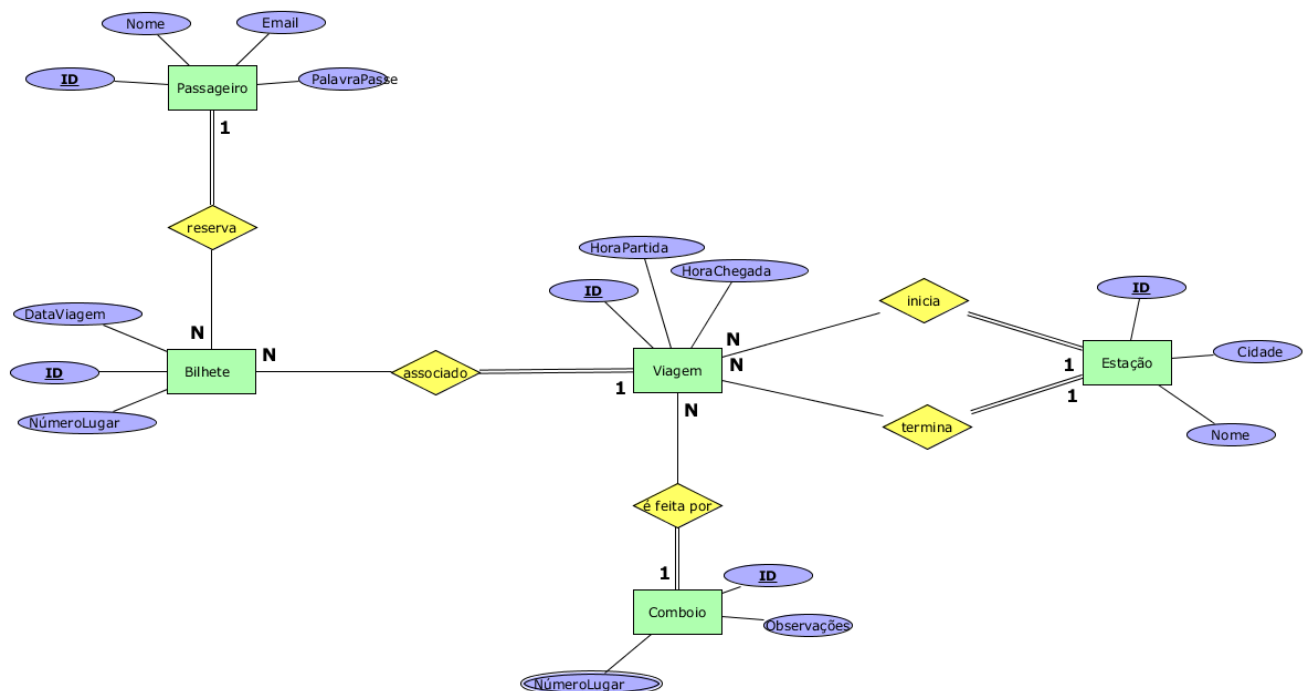 Nome
Email
ID
Passageiro
PalavraPasse
1
reserva
HoraPartida
HoraChegada
ID
inicia
ID
DataViagem
N
N
N
N
ID
Bilhete
associado
Viagem
1
Estação
1
1
Cidade
NúmeroLugar
N
termina
Nome
é feita por
1
ID
Comboio
Observações
NúmeroLugar